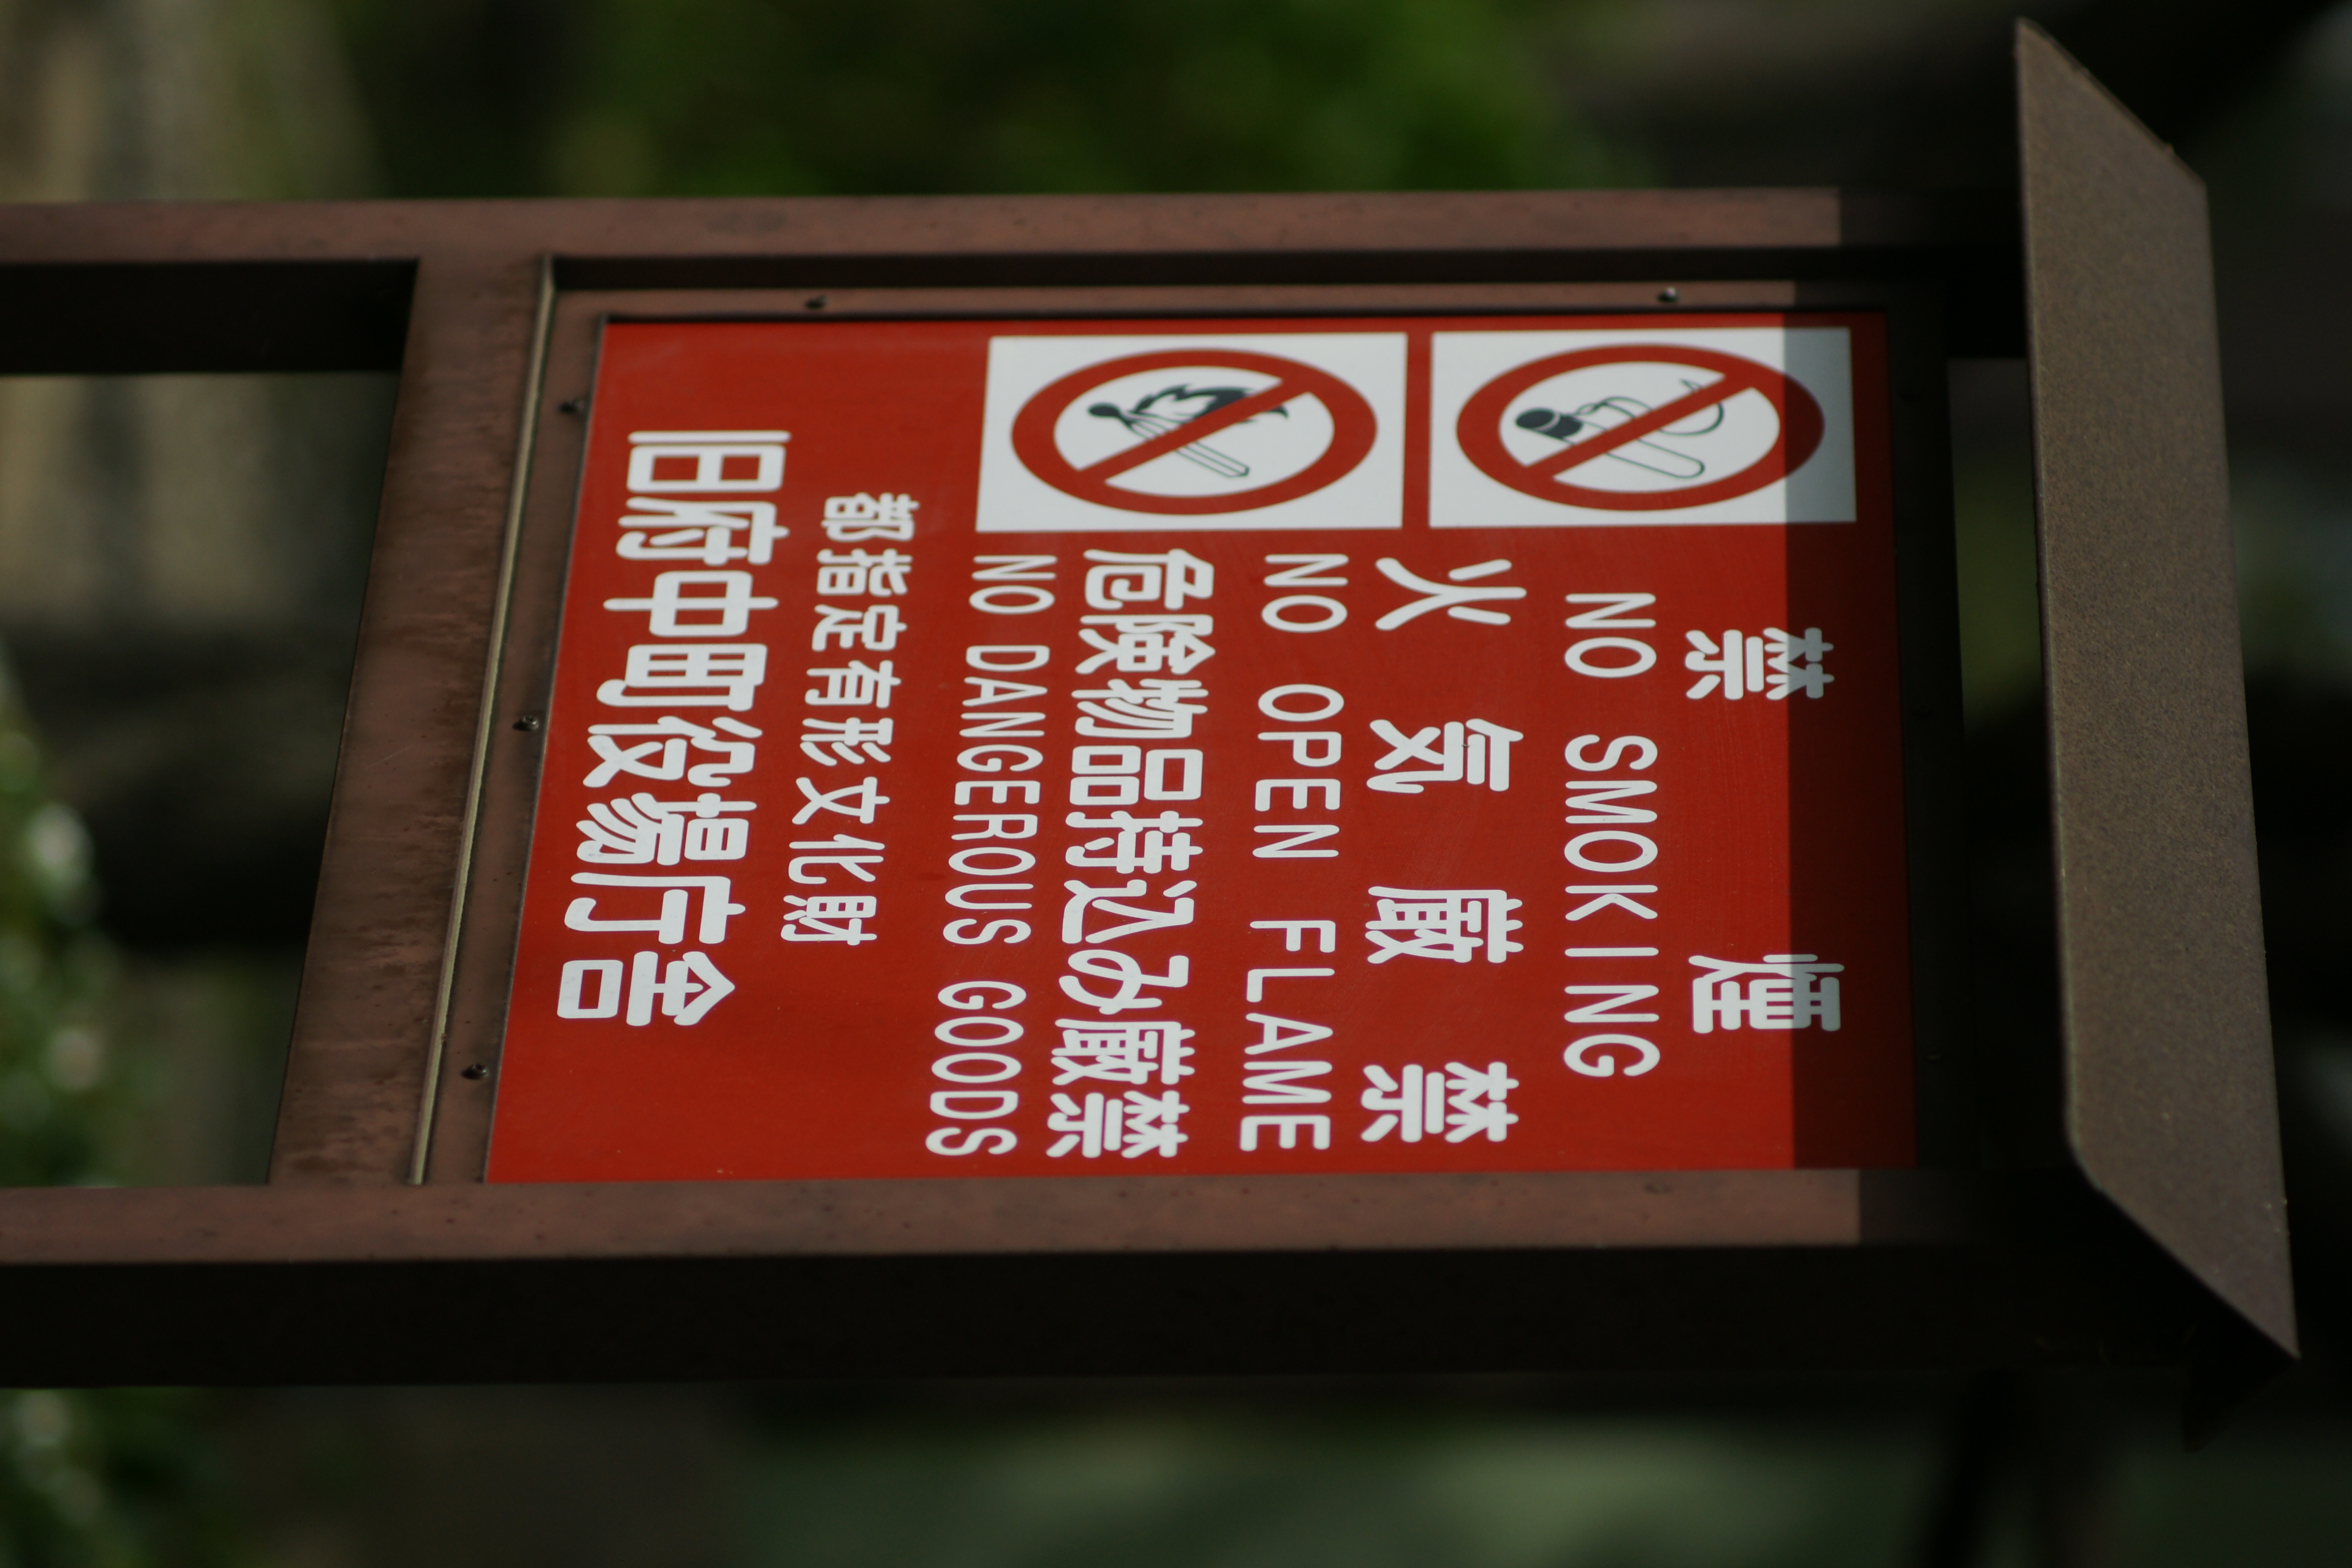 禁煙
NO SMOKING
火気厳禁
NO OPEN FLAME
危険物品持込み厳禁
NO DANGEROUS GOODS
都指定有形文化財
旧府中町役場庁舎